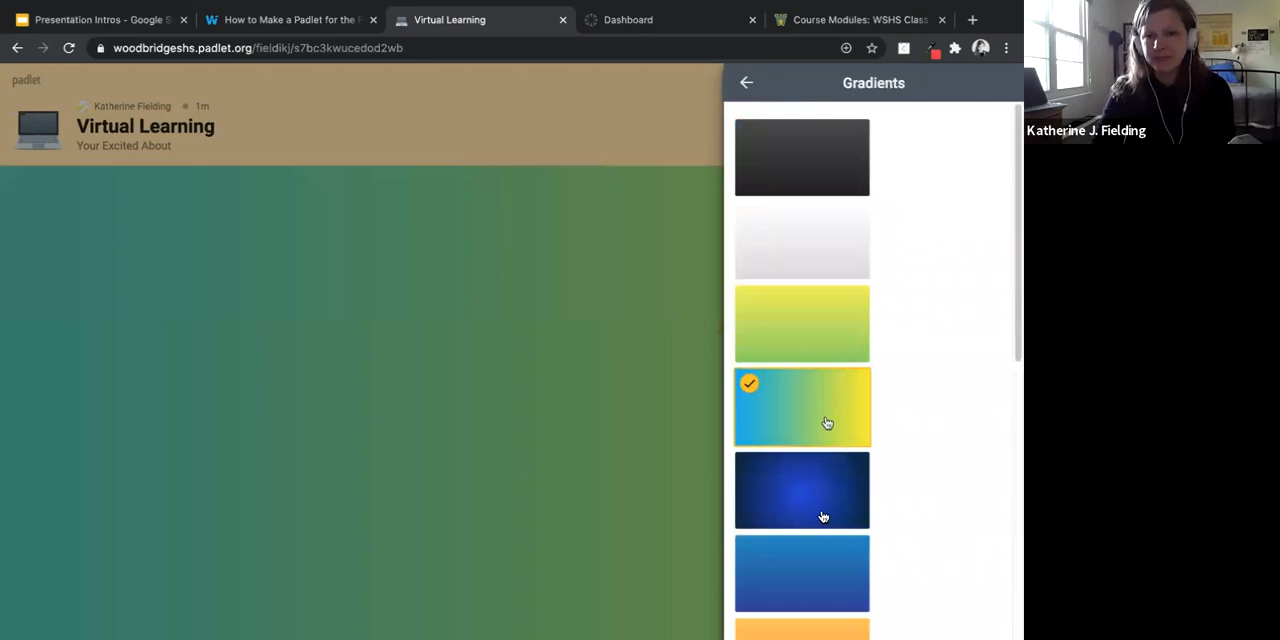 Presentation Intros - Google S
How to Make a Padlet for the F
Virtual Learning
Dashboard
Course Modules: WSHS Class
woodbridgeshs.padlet.org/fieldikj/s7bc3kwucedod2wb
padlet
Katherine Fielding 1m
Virtual Learning
Your Excited About
Gradients
Katherine J. Fielding